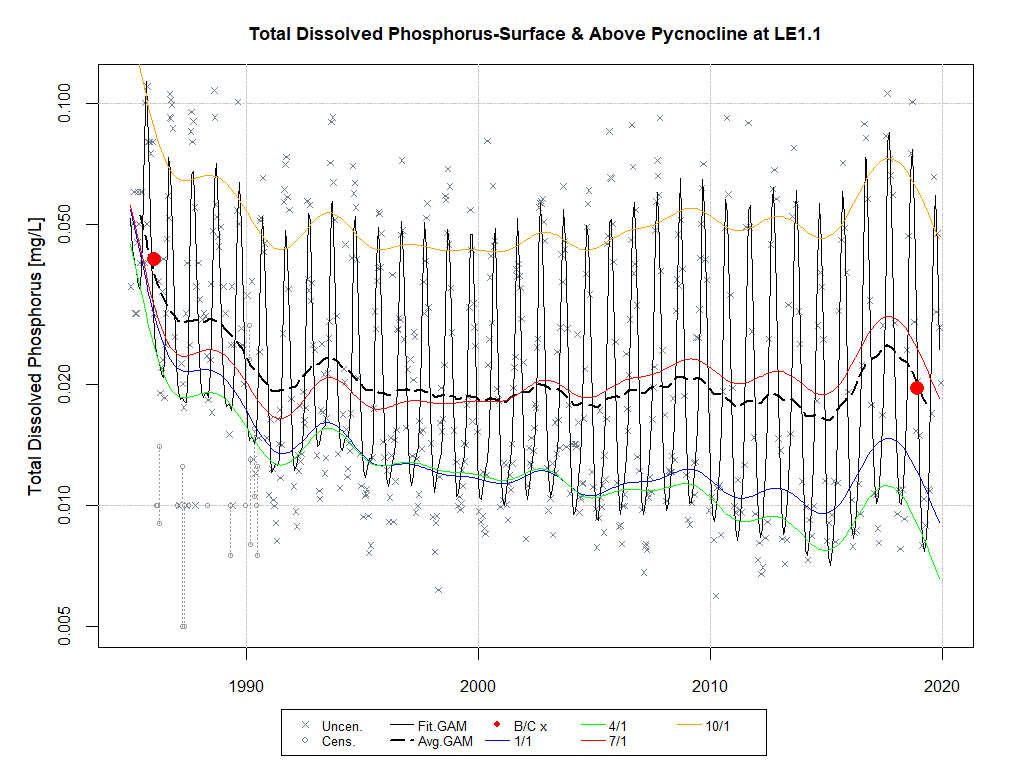 Total Dissolved Phosphorus-Surface & Above Pycnocline at LE1.1
Total Dissolved Phosphorus [mg/L]
0.100
0.050
0.020
0.010
0.005
1990 2000 2010 2020
Uncen. Fit.GAM B/C x 4/1 10/1
Cens. Avg.GAM 1/1 7/1